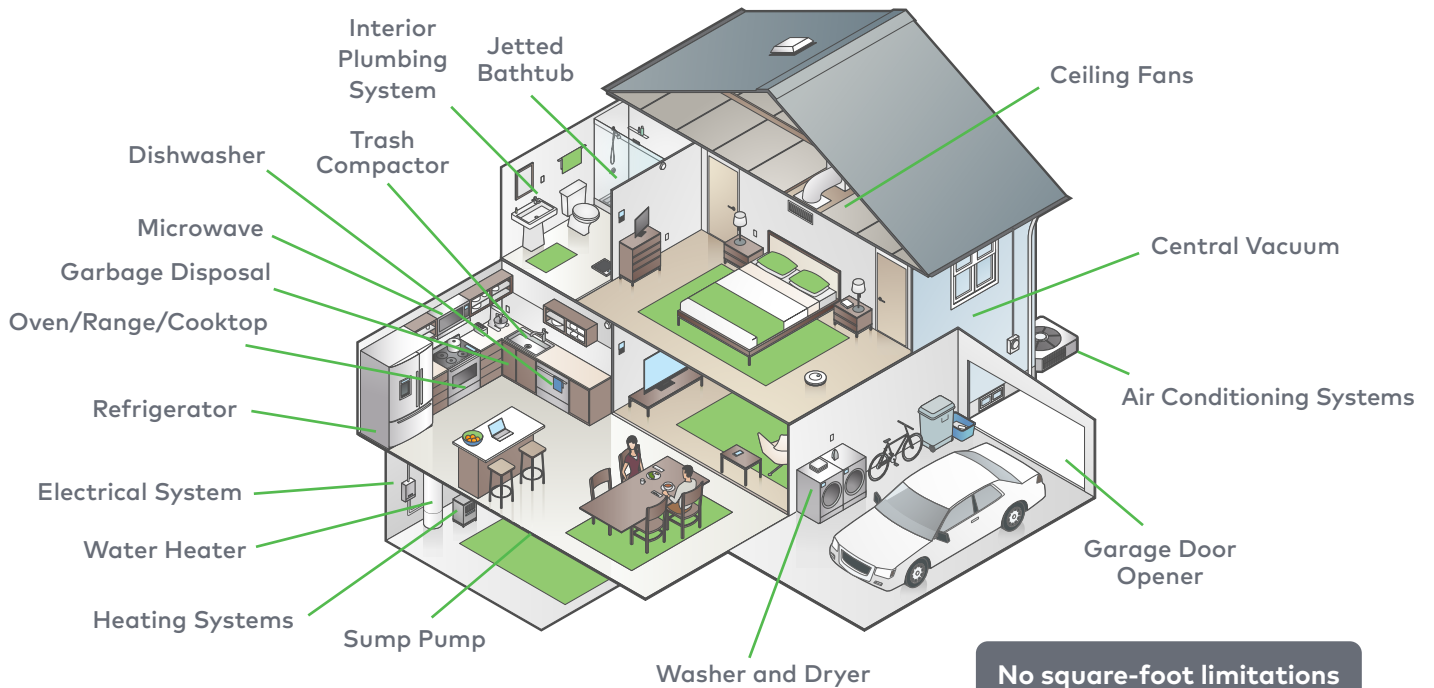 Interior
Plumbing
System
Jetted
Bathtub
Ceiling Fans
Trash
Compactor
Dishwasher
Microwave
Central Vacuum
Garbage Disposal
Oven/Range/Cooktop
Air Conditioning Systems
Refrigerator
Electrical System
Water Heater
Garage Door
Opener
Heating Systems
Sump Pump
Washer and Dryer
No square-foot limitations